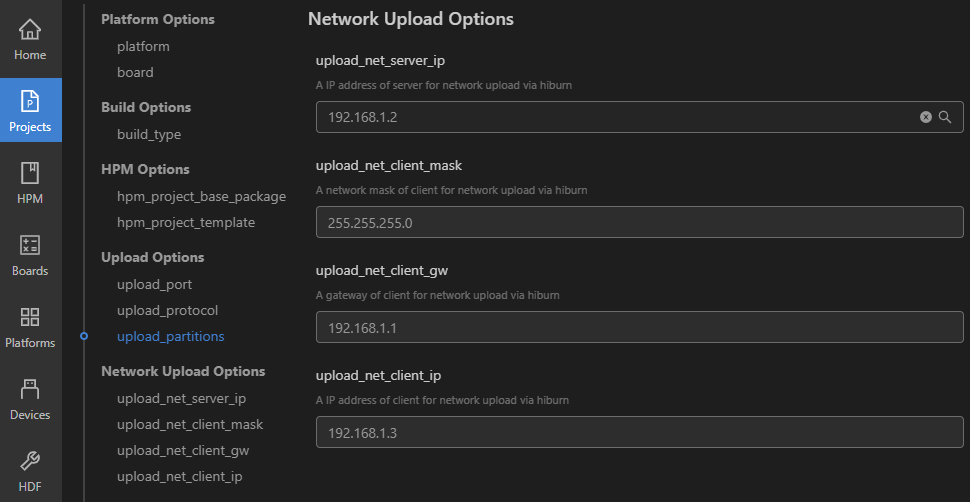 Home
Projects
HPM
Boards
Platforms
Devices
HDF
Platform Options
platform
board
Build Options
build_type
HPM Options
hpm_project_base_package
hpm_project_template
Upload Options
upload_port
upload_protocol
upload_partitions
Network Upload Options
upload_net_server_ip
upload_net_client_mask
upload_net_client_gw
upload_net_client_ip
Network Upload Options
upload_net_server_ip
A IP address of server for network upload via hiburn
192.168.1.2
upload_net_client_mask
A network mask of client for network upload via hiburn
255.255.255.0
upload_net_client_gw
A gateway of client for network upload via hiburn
192.168.1.1
upload_net_client_ip
A IP address of client for network upload via hiburn
192.168.1.3